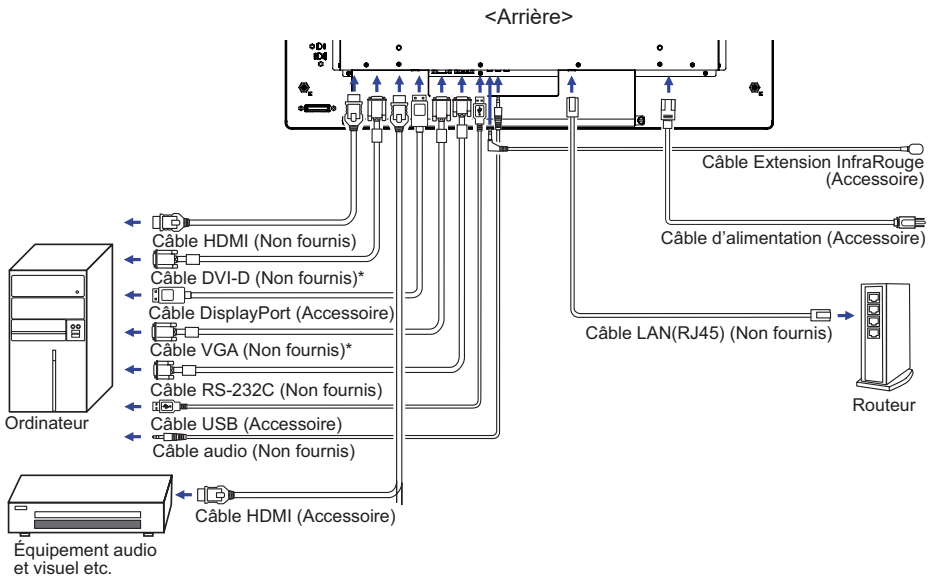 <Arrière>
Câble Extension InfraRouge
(Accessoire)
Câble HDMI (Non fournis)
Câble d'alimentation (Accessoire)
Câble DVI-D (Non fournis)*
Câble DisplayPort (Accessoire)
Câble VGA (Non fournis)*
Câble LAN(RJ45) (Non fournis)
Câble RS-232C (Non fournis)
Routeur
Ordinateur
Câble USB (Accessoire)
Câble audio (Non fournis)
Câble HDMI (Accessoire)
Équipement audio
et visuel etc.